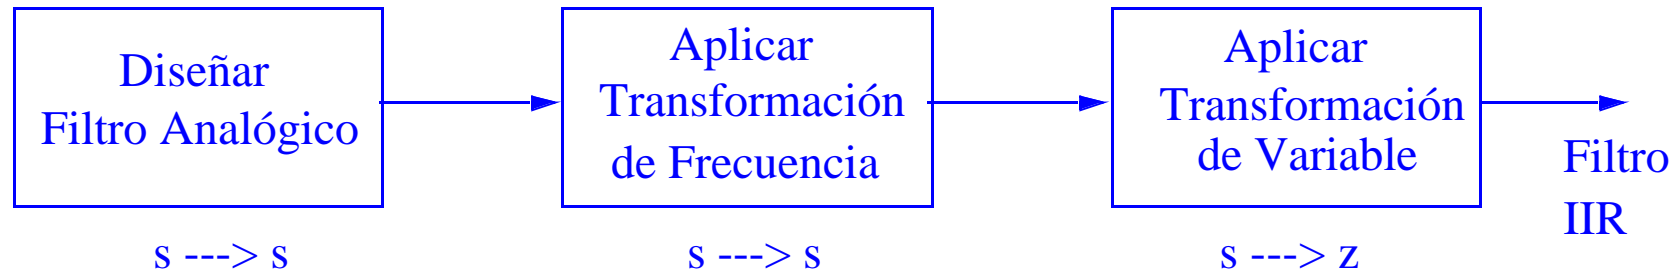 Diseñar
Filtro Analógico
s ---> s
Aplicar
Transformación
de Frecuencia
s ---> s
Aplicar
Transformación
de Variable
s ---> z
Filtro
IIR